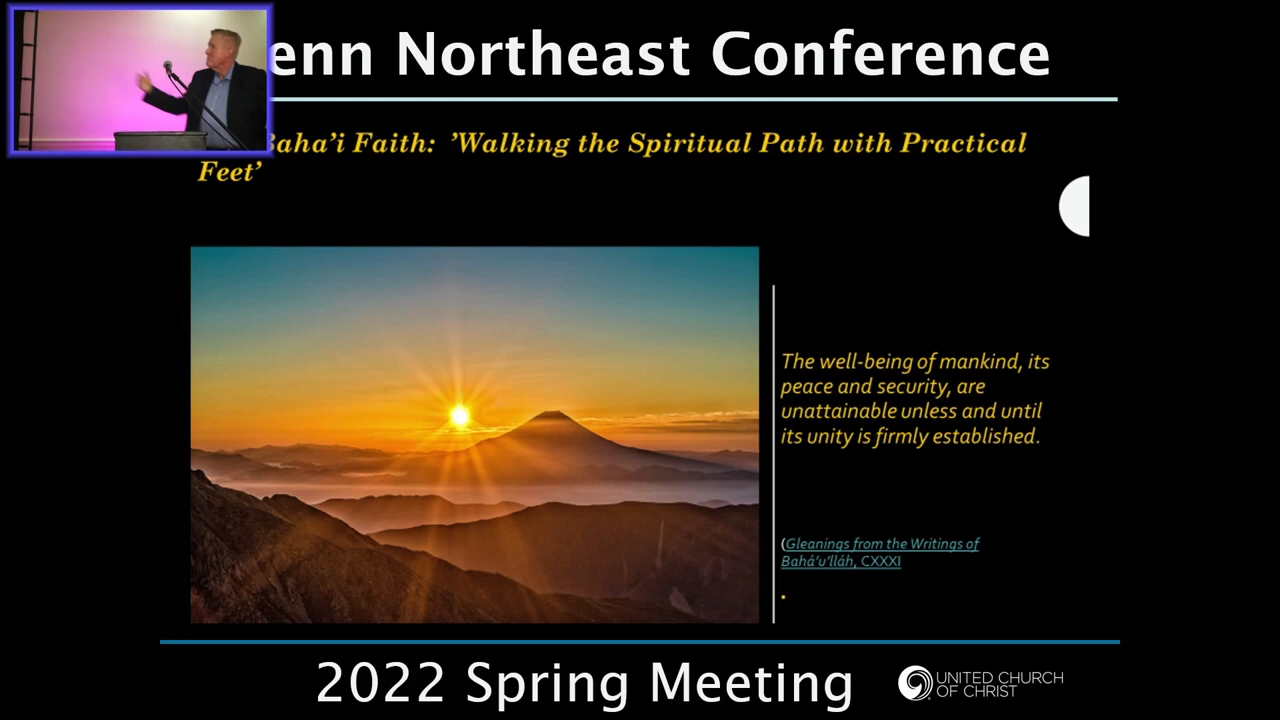 enn Northeast Conference
Baha’i Faith: ’Walking the Spiritual Path with Practical
Feet’
The well-being of mankind, its
peace and security, are
unattainable unless and until
its unity is firmly established.
(Gleanings from the Writings of
Bahá’u’lláh, CXXXI
.
2022 Spring Meeting
UNITED CHURCH
OF CHRIST